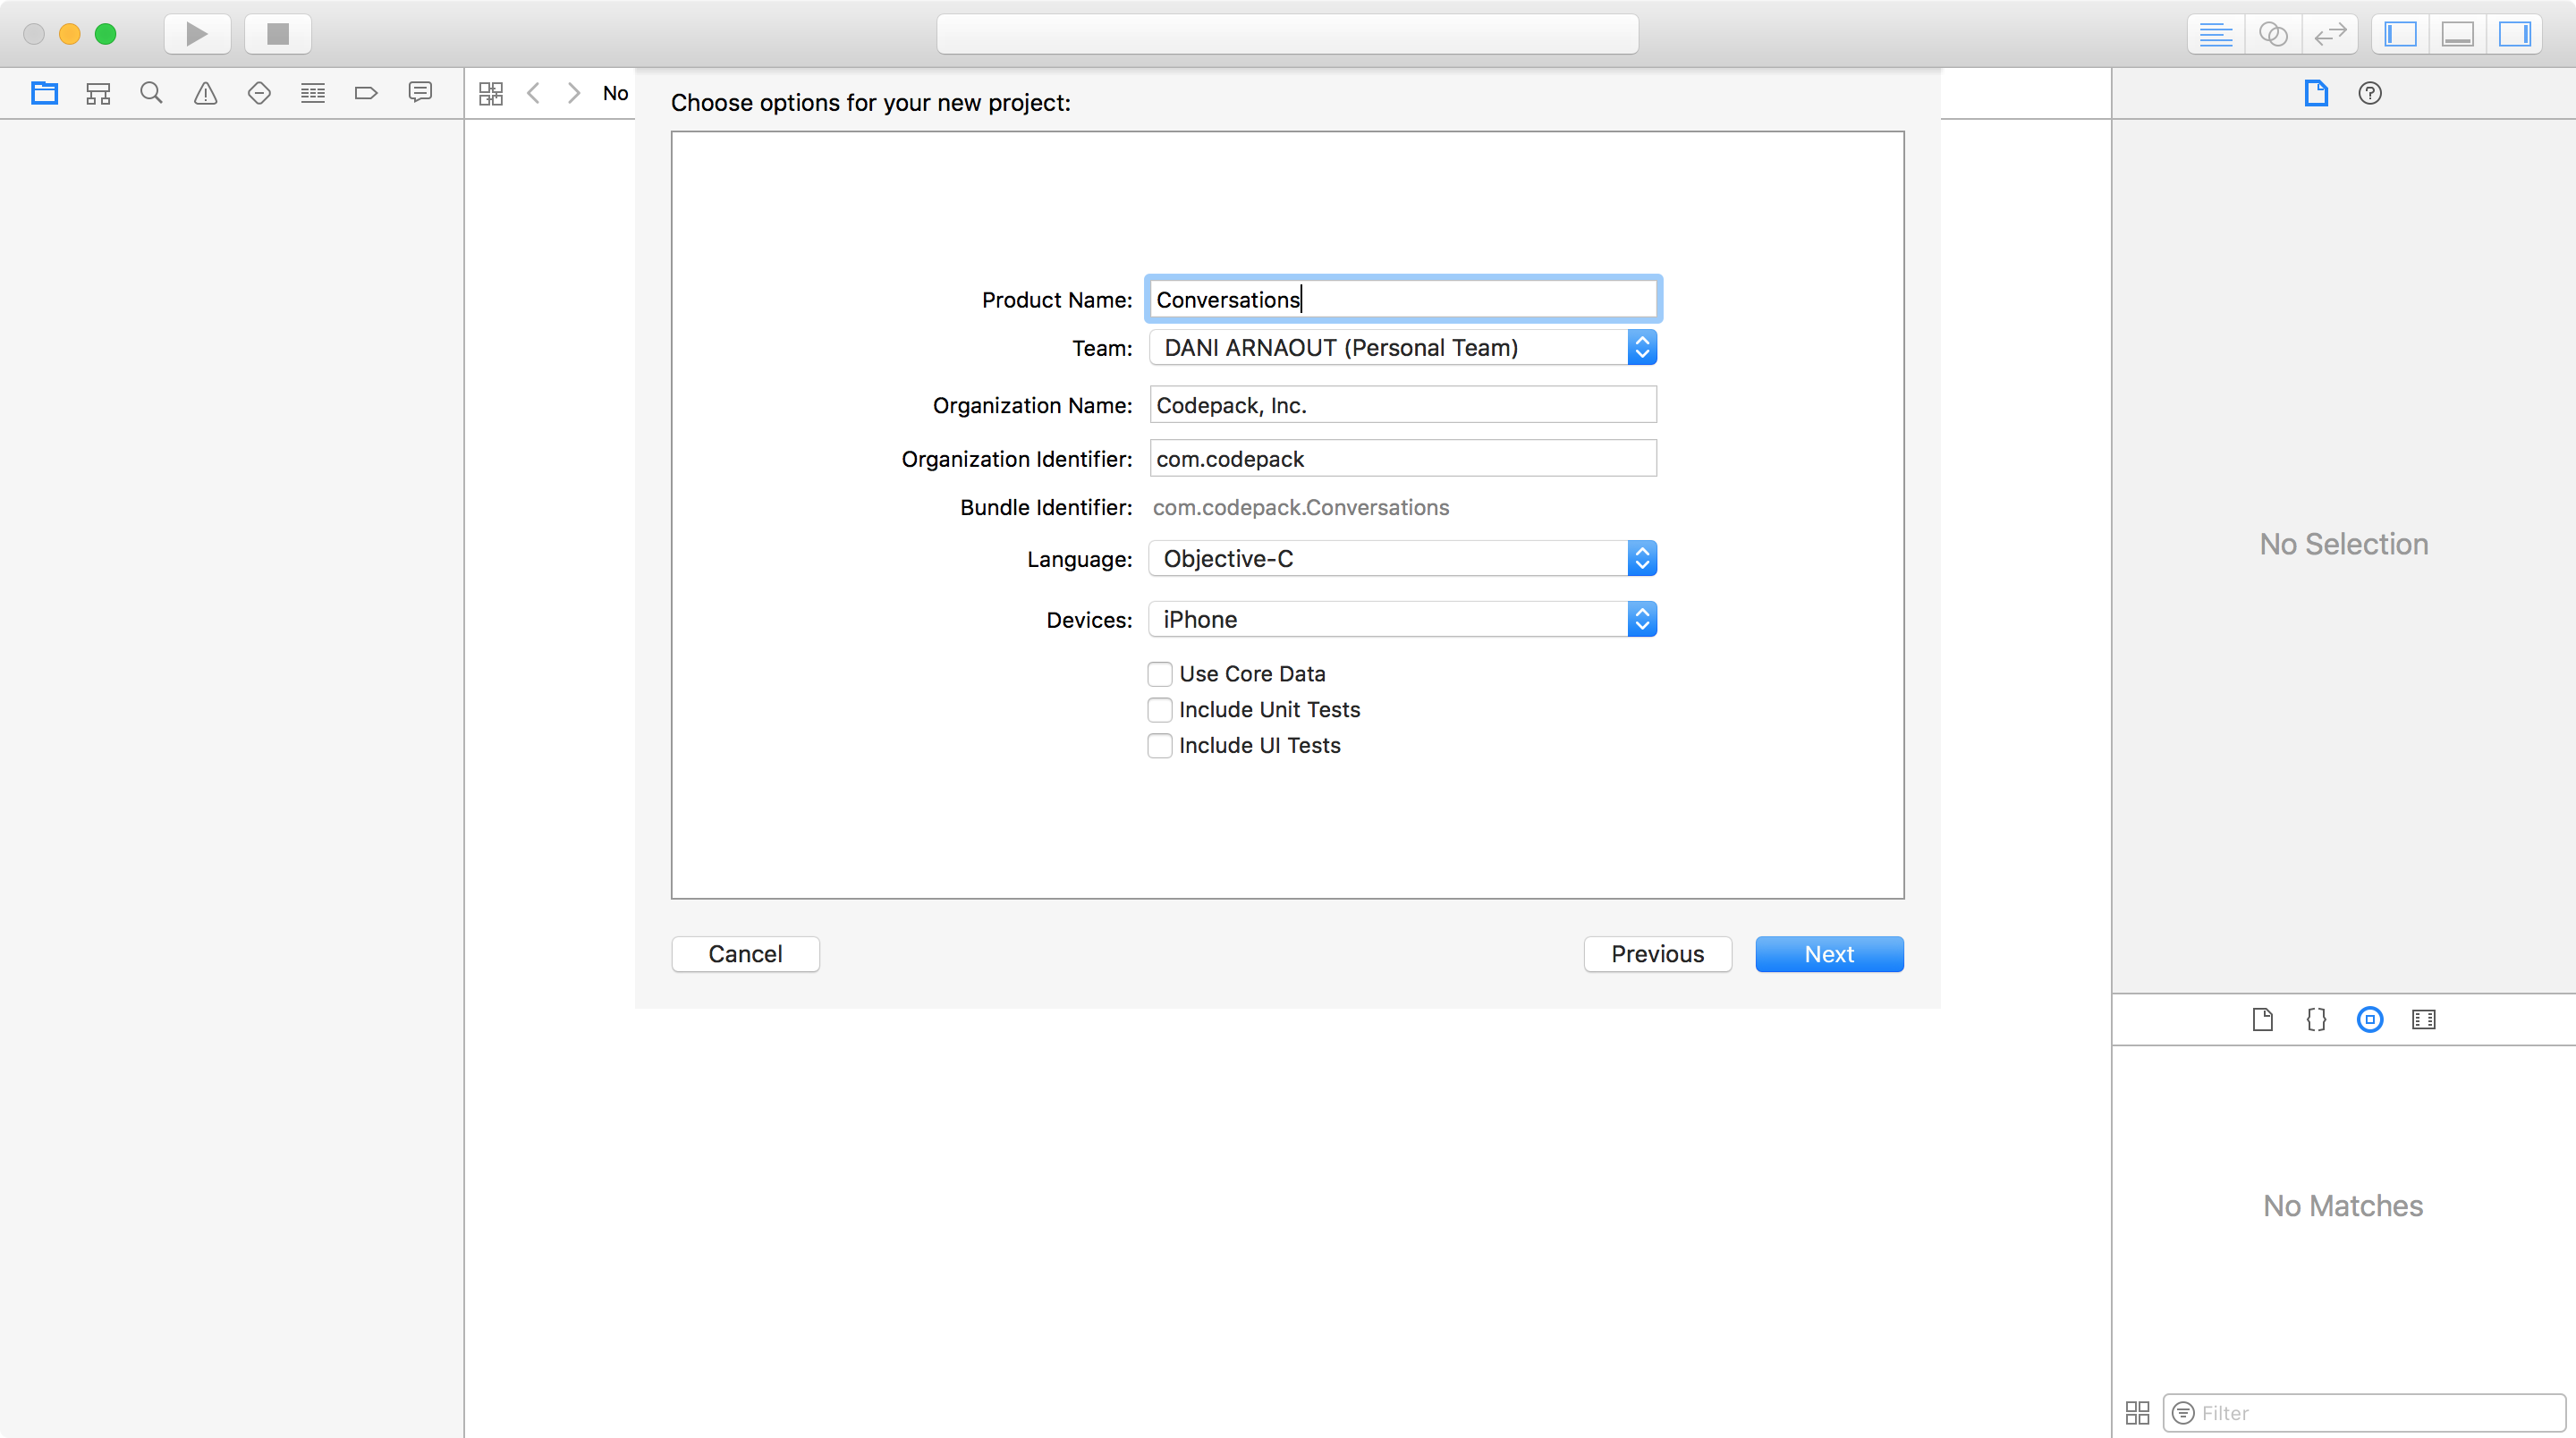 No
Choose options for your new project:
Product Name: Conversations
Team: DANI ARNAOUT (Personal Team)
Organization Name: Codepack, Inc.
Organization Identifier: com.codepack
Bundle Identifier: com.codepack.Conversations
Language: Objective-C
Devices: iPhone
Use Core Data
Include Unit Tests
Include UI Tests
Cancel Previous Next
No Selection
No Matches
Filter